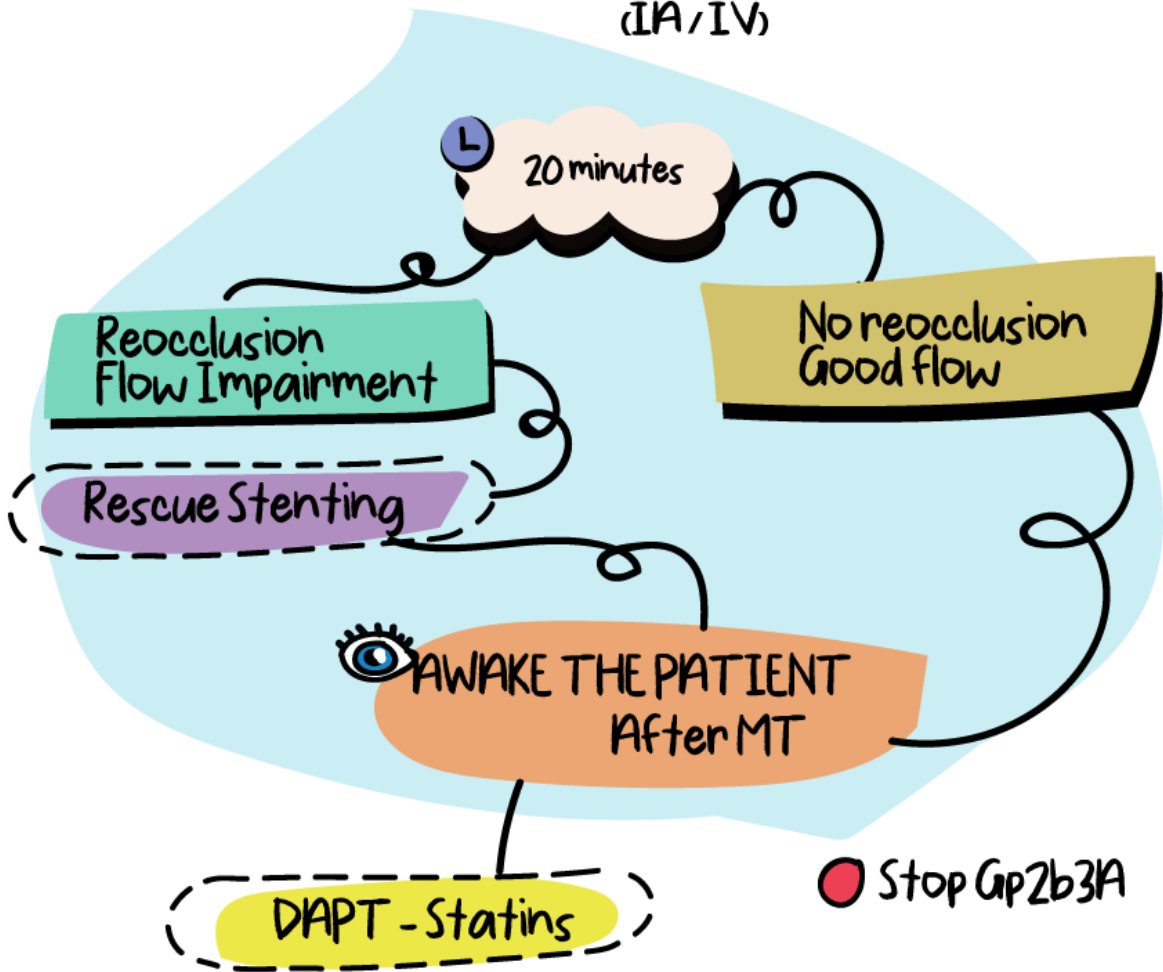 (IA/IV)
20 minutes
Reocclusion
Flow Impairment
No reocclusion
Good flow
Rescue Stenting
AWAKE THE PATIENT
After MT
Stop Gp2b3A
DAPT - Statins